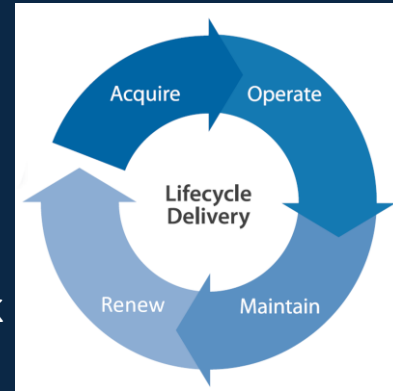 Acquire
Operate
Lifecycle
Delivery
Renew
Maintain